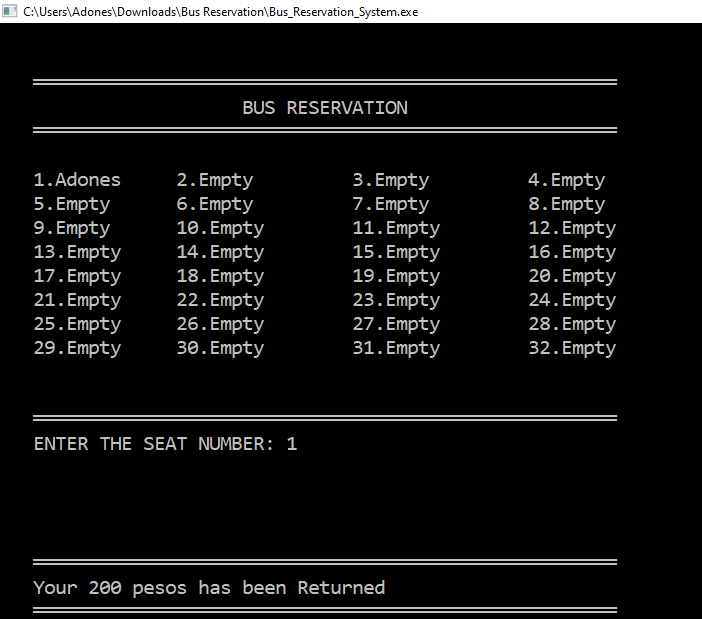 C:\Users\Adones\Downloads\Bus Reservation\Bus_Reservation_System.exe
BUS RESERVATION
1.Adones 2.Empty 3.Empty 4.Empty
5.Empty 6.Empty 7.Empty 8.Empty
9.Empty 10.Empty 11.Empty 12.Empty
13.Empty 14.Empty 15.Empty 16.Empty
17.Empty 18.Empty 19.Empty 20.Empty
21.Empty 22.Empty 23.Empty 24.Empty
25.Empty 26.Empty 27.Empty 28.Empty
29.Empty 30.Empty 31.Empty 32.Empty
ENTER THE SEAT NUMBER: 1
Your 200 pesos has been Returned